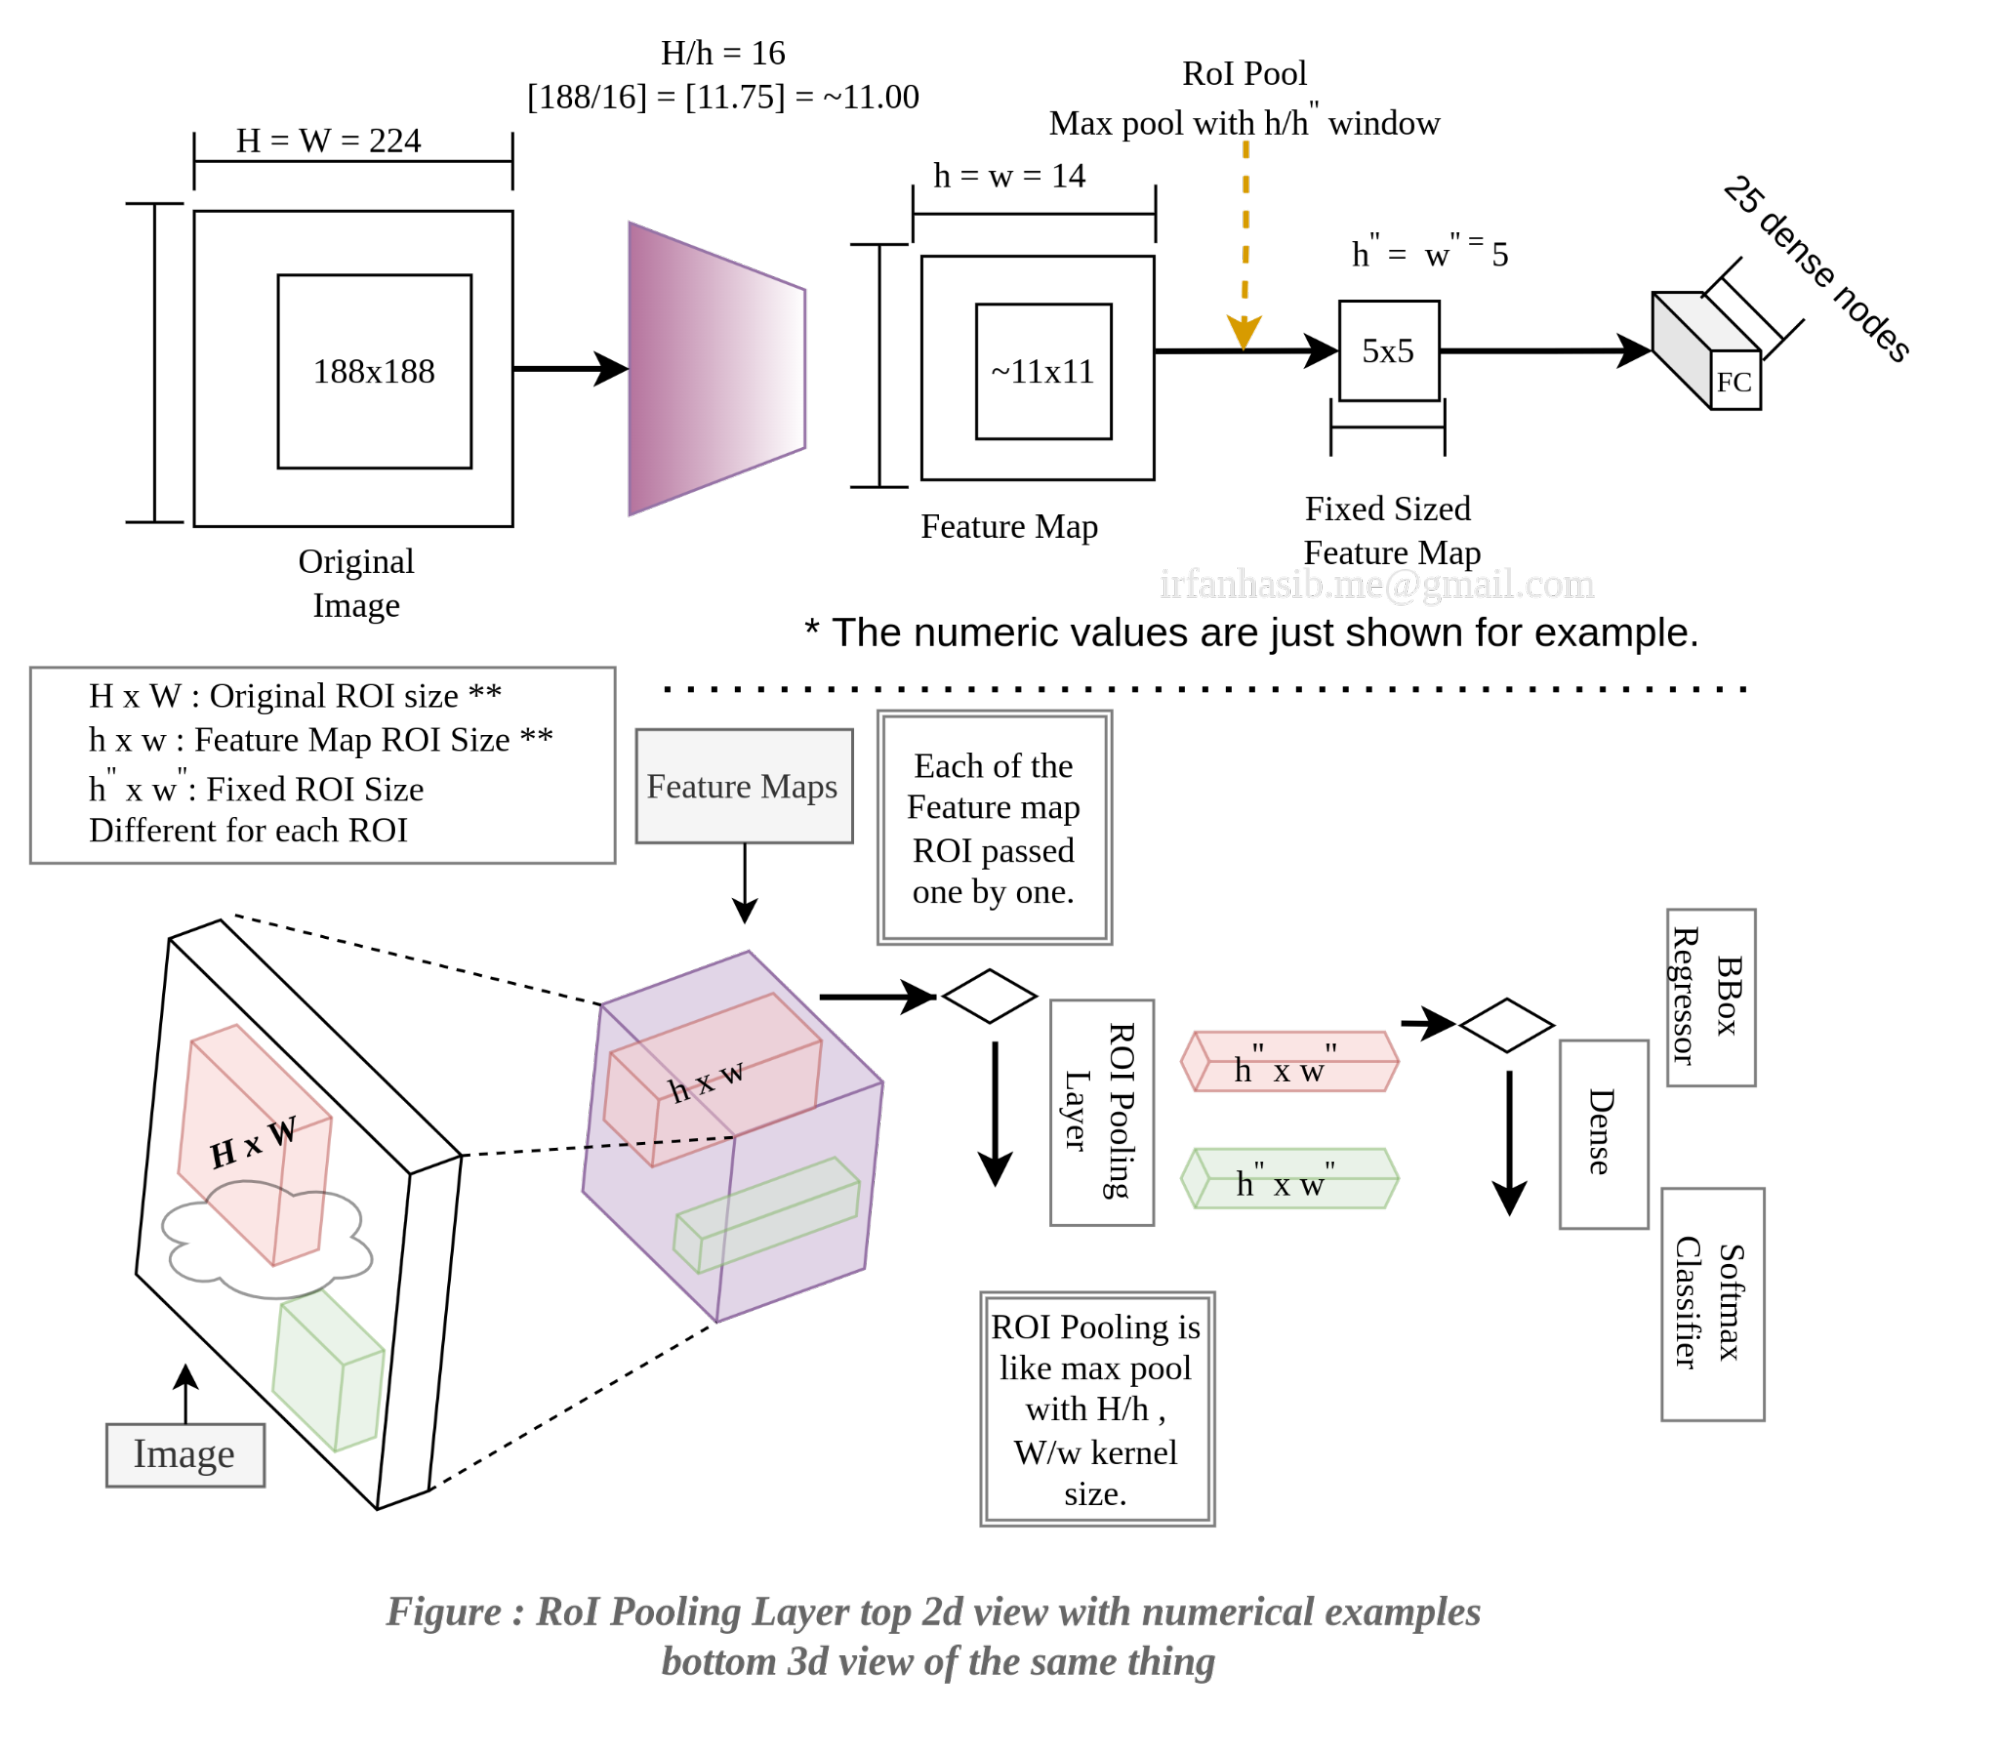 H/h = 16
[188/16] = [11.75] = ~11.00
RoI Pool
Max pool with h/h" window
H = W = 224
h = w = 14
h" = w" = 5
25 dense nodes
188x188
~11x11
5x5
FC
Original
Image
Feature Map
Fixed Sized
Feature Map
irfanhasib.me@gmail.com
* The numeric values are just shown for example.
H x W : Original ROI size **
h x w : Feature Map ROI Size **
h" x w": Fixed ROI Size
Different for each ROI
Feature Maps
Each of the
Feature map
ROI passed
one by one.
H x W
h x w
ROI Pooling
Layer
h" x w"
h" x w"
Dense
BBox
Regressor
Softmax
Classifier
Image
ROI Pooling is
like max pool
with H/h ,
W/w kernel
size.
Figure : RoI Pooling Layer top 2d view with numerical examples
bottom 3d view of the same thing